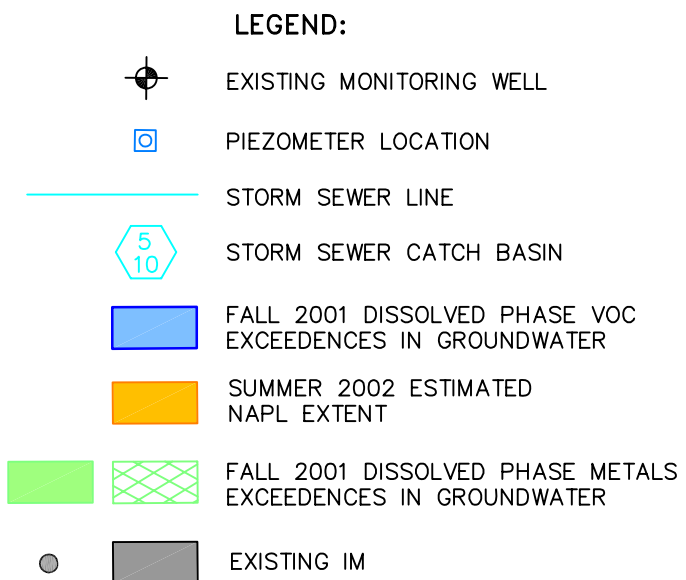 LEGEND:
EXISTING MONITORING WELL
PIEZOMETER LOCATION
STORM SEWER LINE
5
10
STORM SEWER CATCH BASIN
FALL 2001 DISSOLVED PHASE VOC
EXCEEDENCES IN GROUNDWATER
SUMMER 2002 ESTIMATED
NAPL EXTENT
FALL 2001 DISSOLVED PHASE METALS
EXCEEDENCES IN GROUNDWATER
EXISTING IM